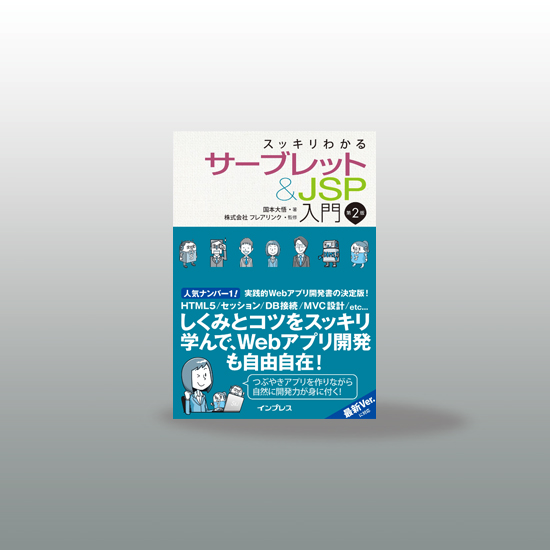 スッキリわかる
サーブレット
&JSP
国本大悟・著
株式会社 フレアリンク・監修
入門
第2版
人気ナンバー1! 実践的Webアプリ開発書の決定版!
HTML5/セッション/DB接続/MVC設計/etc...
しくみとコツをスッキリ
学んで、Webアプリ開発
も自由自在!
つぶやきアプリを作りながら
自然に開発力が身に付く!
インプレス
最新Ver.
に対応